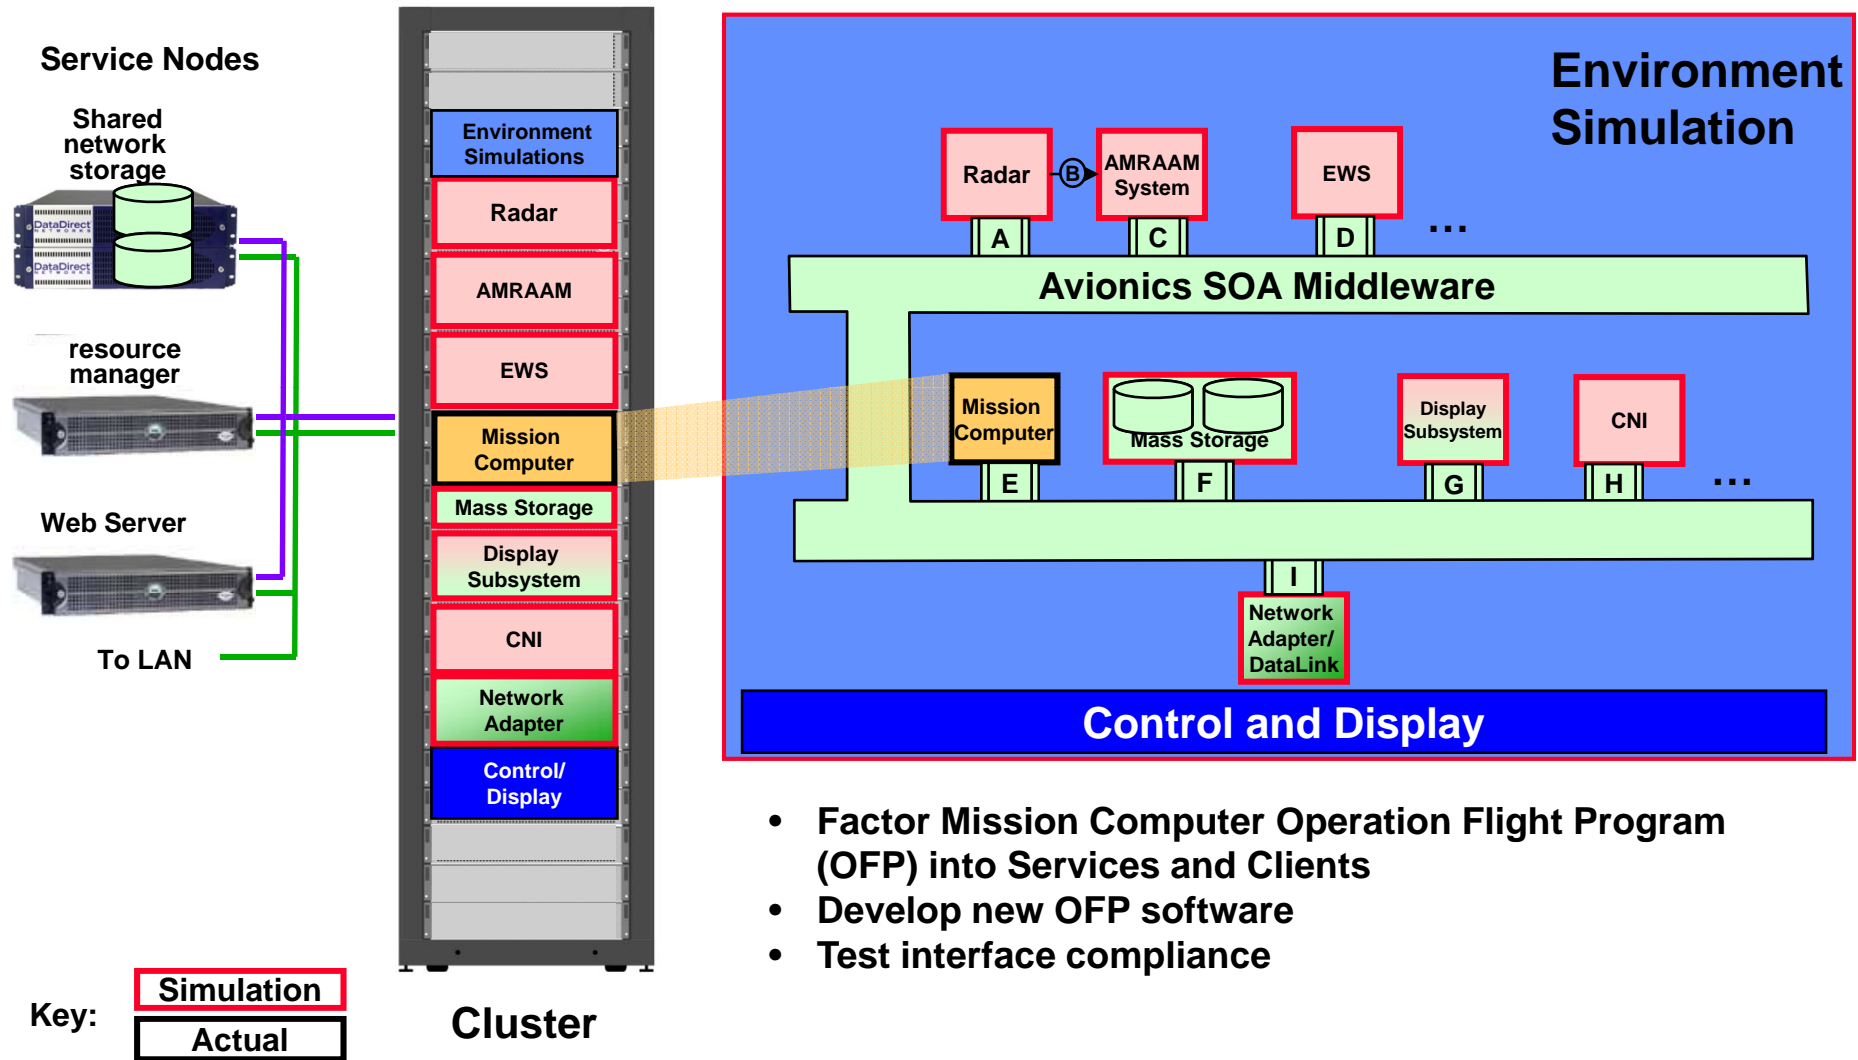 Service Nodes
Shared
network
storage
DataDirect
NETWORKS
DataDirect
NETWORKS
resource
manager
Web Server
To LAN
Key:
Simulation
Actual
Environment
Simulations
Radar
AMRAAM
EWS
Mission
Computer
Mass Storage
Display
Subsystem
CNI
Network
Adapter
Control/
Display
Cluster
Environment
Simulation
Radar
B
AMRAAM
System
EWS
A
C
D
...
Avionics SOA Middleware
Mission
Computer
Mass Storage
Display
Subsystem
CNI
E
F
G
H
...
I
Network
Adapter/
DataLink
Control and Display
• Factor Mission Computer Operation Flight Program
(OFP) into Services and Clients
• Develop new OFP software
• Test interface compliance